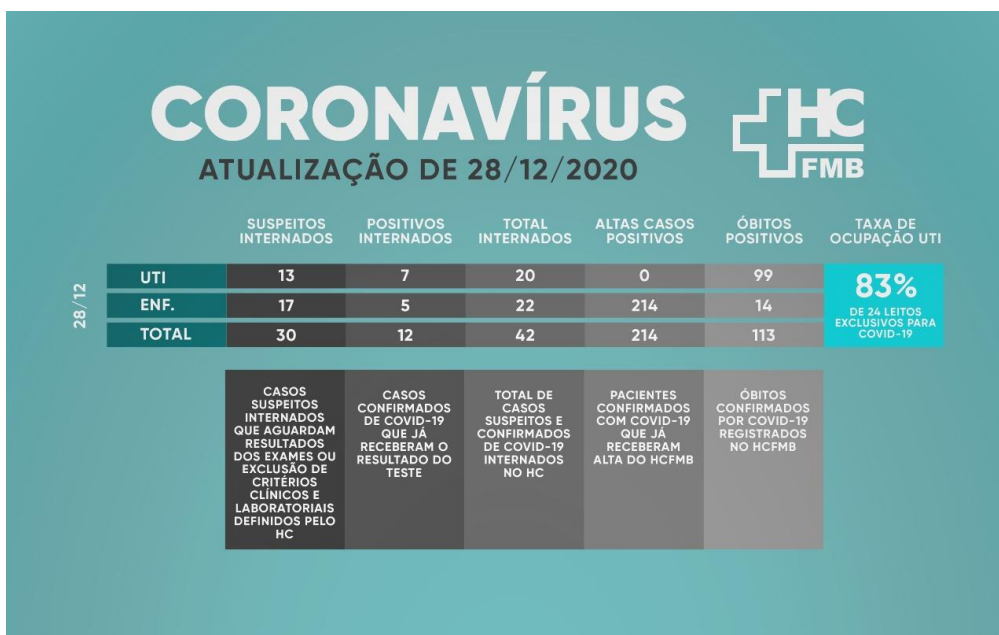 CORONAVÍRUS
ATUALIZAÇÃO DE 28/12/2020
HC
FMB
SUSPEITOS INTERNADOS
POSITIVOS INTERNADOS
TOTAL INTERNADOS
ALTAS CASOS POSITIVOS
ÓBITOS POSITIVOS
TAXA DE OCUPAÇÃO UTI
28/12
UTI 13 7 20 0 99
ENF. 17 5 22 214 14
TOTAL 30 12 42 214 113
83%
DE 24 LEITOS
EXCLUSIVOS PARA
COVID-19
CASOS
SUSPEITOS
INTERNADOS
QUE AGUARDAM
RESULTADOS
DOS EXAMES OU
EXCLUSÃO DE
CRITÉRIOS
CLÍNICOS E
LABORATORIAIS
DEFINIDOS PELO
HC
CASOS
CONFIRMADOS
DE COVID-19
QUE JÁ
RECEBERAM O
RESULTADO DO
TESTE
TOTAL DE
CASOS
SUSPEITOS E
CONFIRMADOS
DE COVID-19
INTERNADOS
NO HC
PACIENTES
CONFIRMADOS
COM COVID-19
QUE JÁ
RECEBERAM
ALTA DO HCFMB
ÓBITOS
CONFIRMADOS
POR COVID-19
REGISTRADOS
NO HCFMB